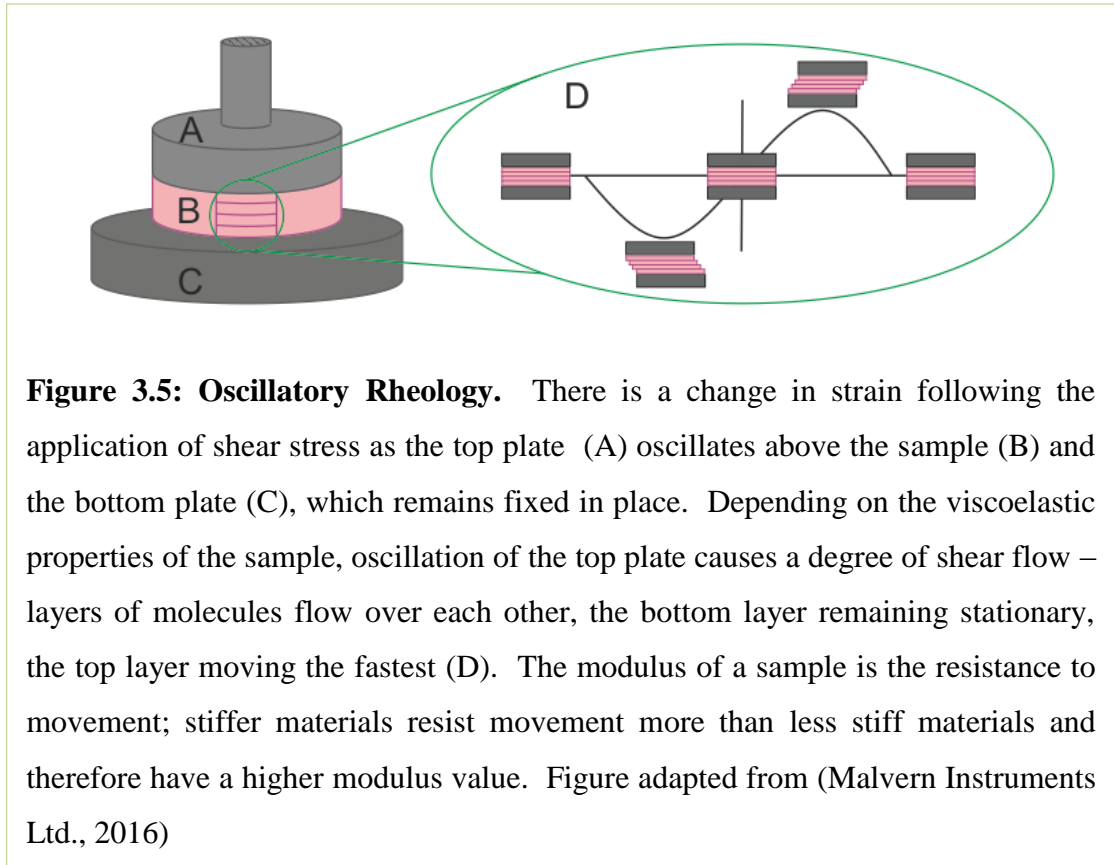 A
B
C
D
Figure 3.5: Oscillatory Rheology. There is a change in strain following the
application of shear stress as the top plate (A) oscillates above the sample (B) and
the bottom plate (C), which remains fixed in place. Depending on the viscoelastic
properties of the sample, oscillation of the top plate causes a degree of shear flow –
layers of molecules flow over each other, the bottom layer remaining stationary,
the top layer moving the fastest (D). The modulus of a sample is the resistance to
movement; stiffer materials resist movement more than less stiff materials and
therefore have a higher modulus value. Figure adapted from (Malvern Instruments
Ltd., 2016)